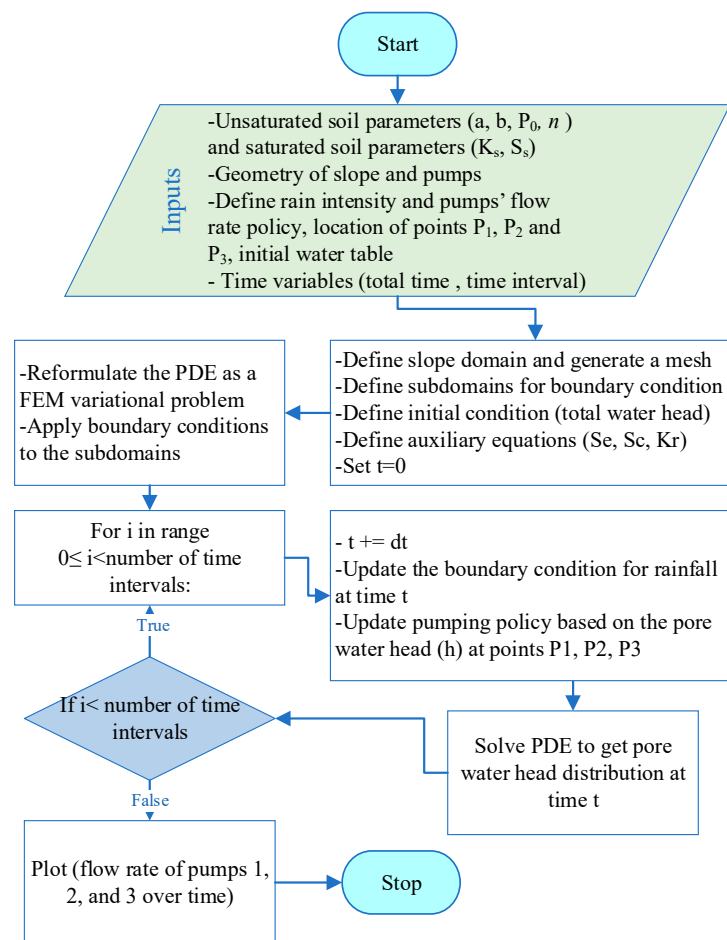 Start
Inputs
-Unsaturated soil parameters (a, b, P₀, n )
and saturated soil parameters (Kₛ, Sₛ)
-Geometry of slope and pumps
-Define rain intensity and pumps’ flow
rate policy, location of points P₁, P₂ and
P₃, initial water table
- Time variables (total time , time interval)
-Define slope domain and generate a mesh
-Define subdomains for boundary condition
-Define initial condition (total water head)
-Define auxiliary equations (Se, Sc, Kr)
-Set t=0
-Reformulate the PDE as a
FEM variational problem
-Apply boundary conditions
to the subdomains
For i in range
0≤ i<number of time
intervals:
- t += dt
-Update the boundary condition for rainfall
at time t
-Update pumping policy based on the pore
water head (h) at points P1, P2, P3
Solve PDE to get pore
water head distribution at
time t
True
If i< number of time
intervals
False
Plot (flow rate of pumps 1,
2, and 3 over time)
Stop